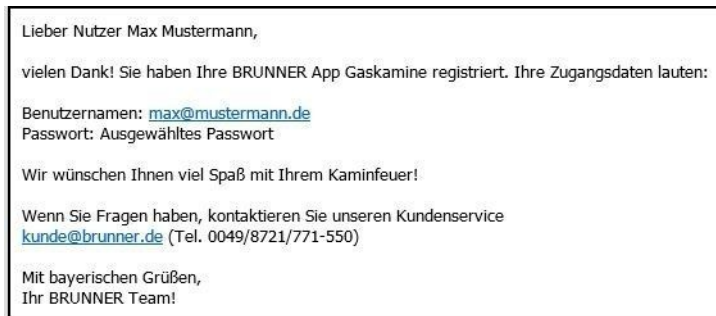 Lieber Nutzer Max Mustermann,
vielen Dank! Sie haben Ihre BRUNNER App Gaskamine registriert. Ihre Zugangsdaten lauten:
Benutzernamen: max@mustermann.de
Passwort: Ausgewähltes Passwort
Wir wünschen Ihnen viel Spaß mit Ihrem Kaminfeuer!
Wenn Sie Fragen haben, kontaktieren Sie unseren Kundenservice
kunde@brunner.de (Tel. 0049/8721/771-550)
Mit bayerischen Grüßen,
Ihr BRUNNER Team!